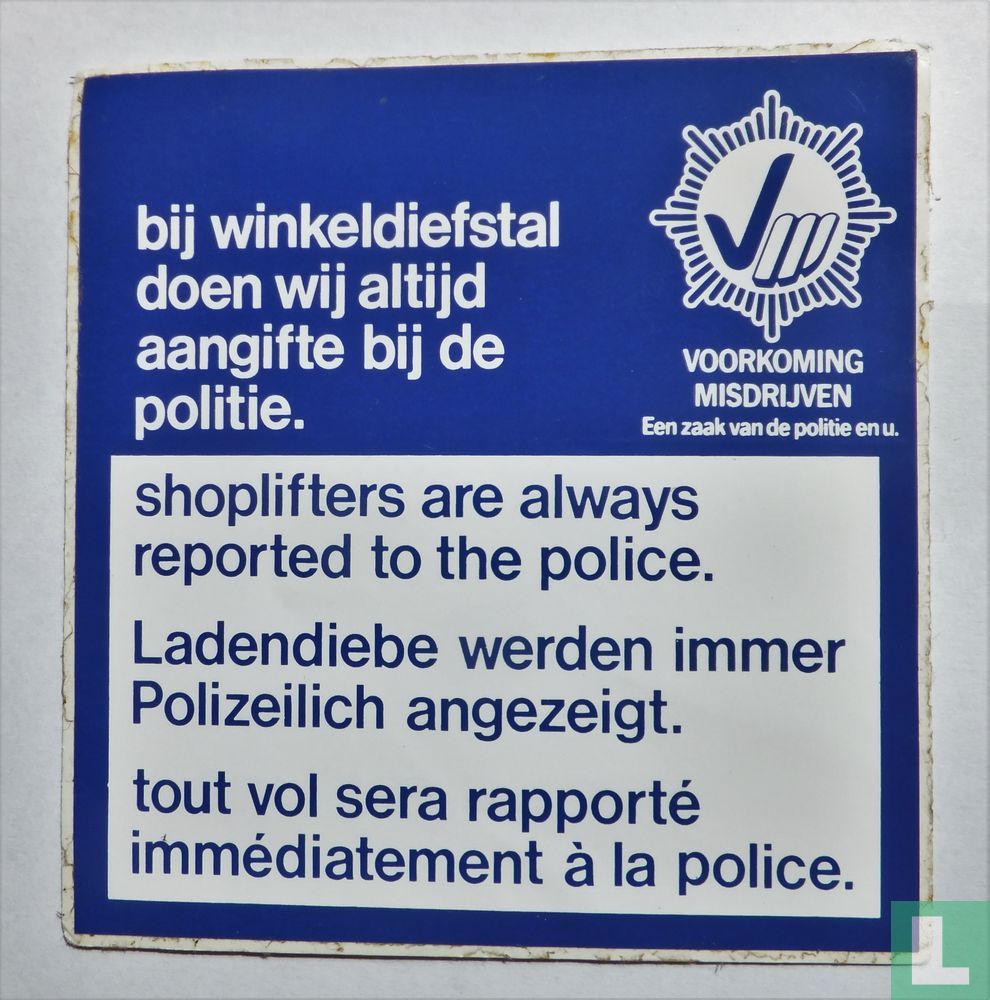 bij winkeldiefstal
doen wij altijd
aangifte bij de
politie.
Vm
VOORKOMING
MISDRIJVEN
Een zaak van de politie en u.
shoplifters are always
reported to the police.
Ladendiebe werden immer
Polizeilich angezeigt.
tout vol sera rapporté
immédiatement à la police.
L